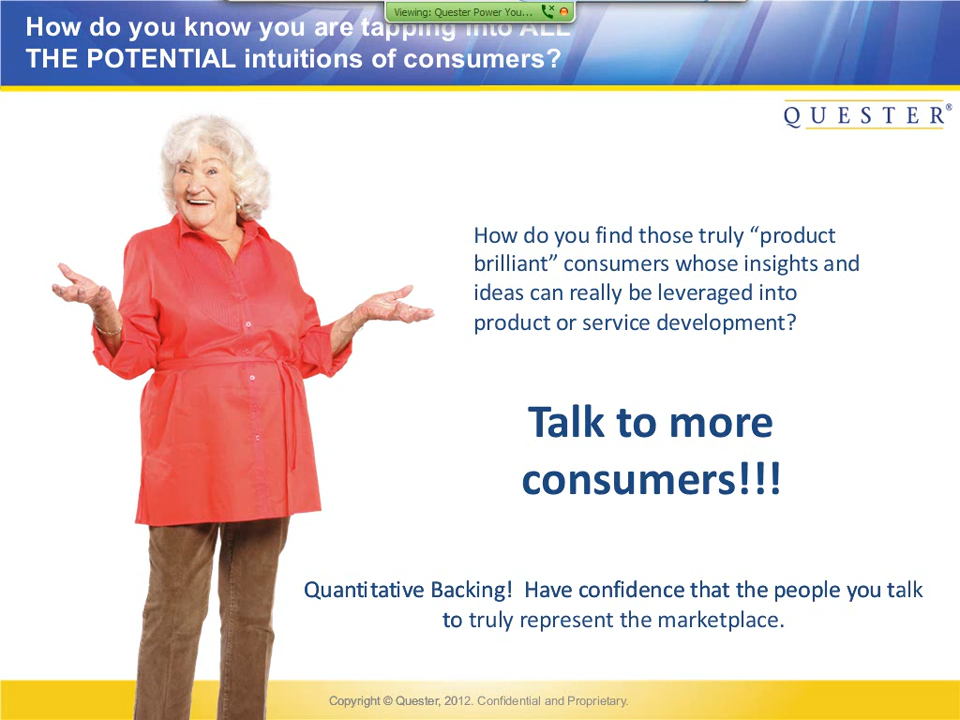 Viewing: Quester Power You...
How do you know you are tapping into ALL
THE POTENTIAL intuitions of consumers?
QUESTER®
How do you find those truly “product
brilliant” consumers whose insights and
ideas can really be leveraged into
product or service development?
Talk to more
consumers!!!
Quantitative Backing!  Have confidence that the people you talk
to truly represent the marketplace.
Copyright © Quester, 2012. Confidential and Proprietary.